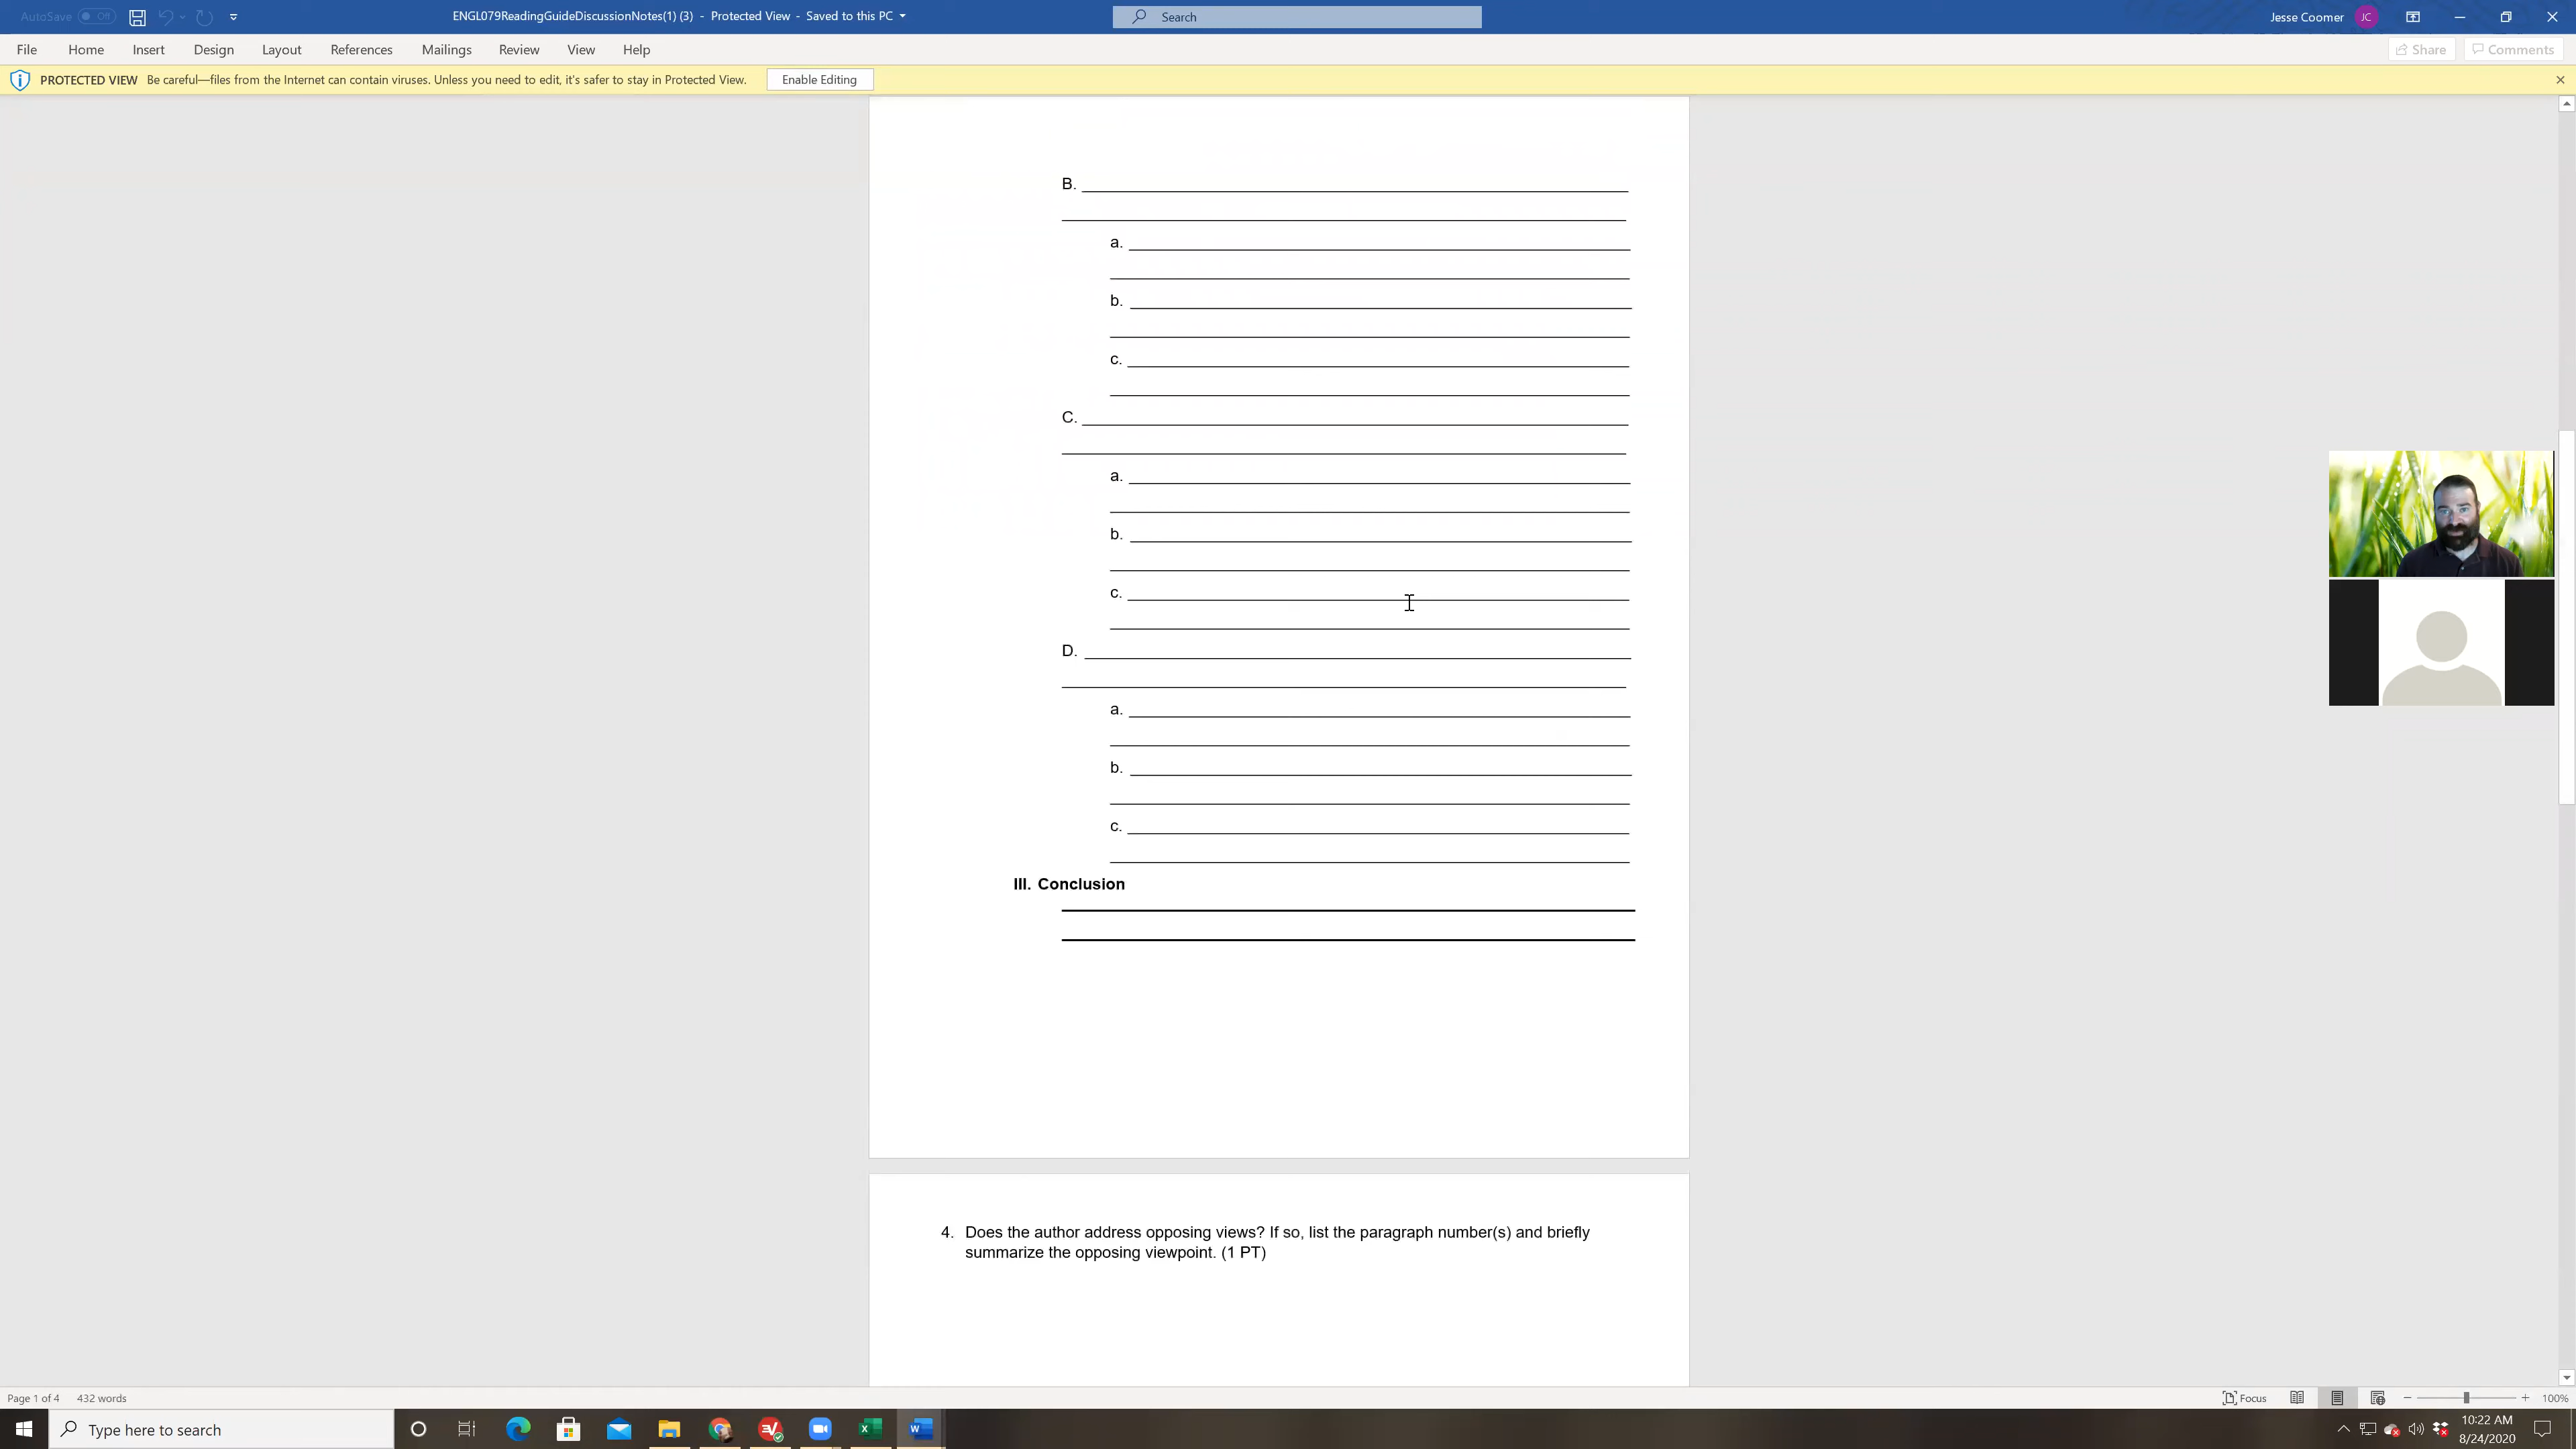 AutoSave Off ENGL079ReadingGuideDiscussionNotes(1) (3) - Protected View - Saved to this PC Search Jesse Coomer JC
File Home Insert Design Layout References Mailings Review View Help Share Comments
PROTECTED VIEW Be careful—files from the Internet can contain viruses. Unless you need to edit, it's safer to stay in Protected View. Enable Editing
B.
a.
b.
c.
C.
a.
b.
c.
D.
a.
b.
c.
III. Conclusion
4. Does the author address opposing views? If so, list the paragraph number(s) and briefly
summarize the opposing viewpoint. (1 PT)
Page 1 of 4 432 words Focus 100%
Type here to search
10:22 AM
8/24/2020